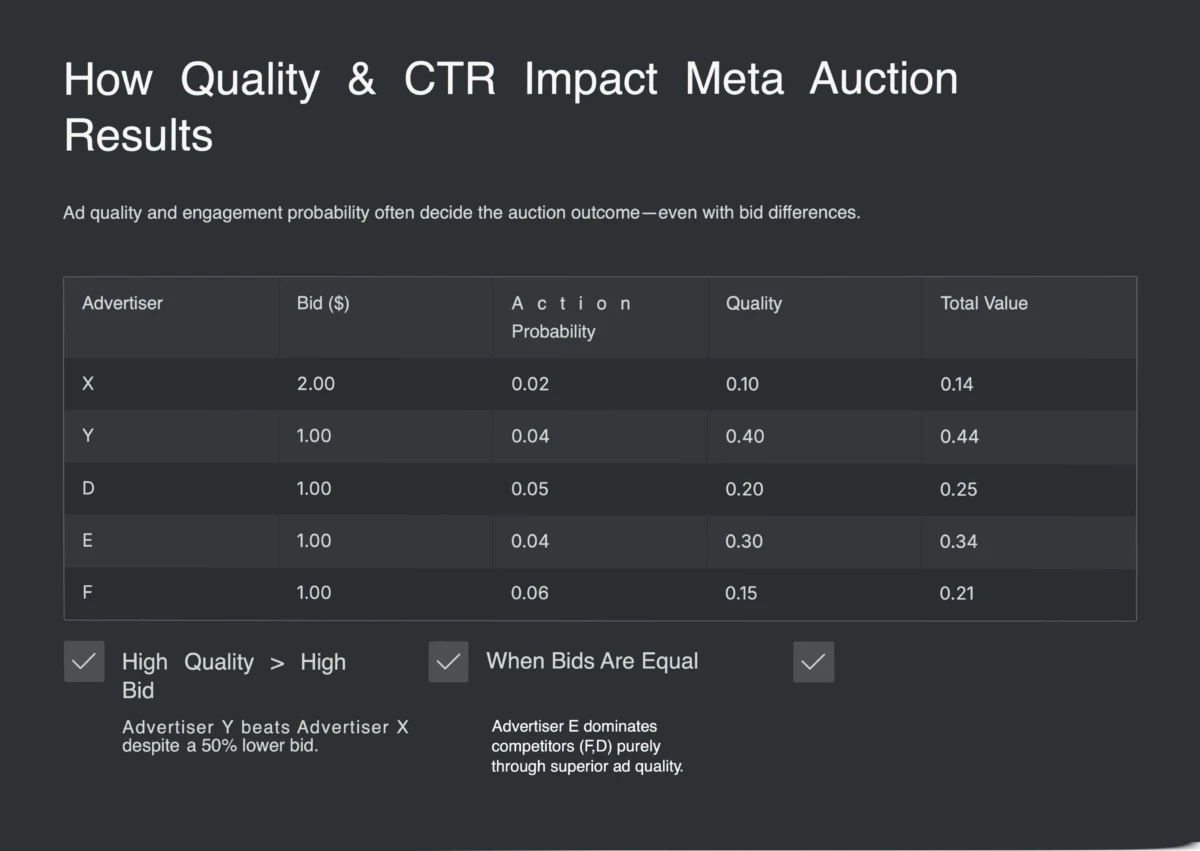 How Quality & CTR Impact Meta Auction
Results
Ad quality and engagement probability often decide the auction outcome—even with bid differences.
Advertiser Bid ($) Action Probability Quality Total Value
X 2.00 0.02 0.10 0.14
Y 1.00 0.04 0.40 0.44
D 1.00 0.05 0.20 0.25
E 1.00 0.04 0.30 0.34
F 1.00 0.06 0.15 0.21
High Quality > High
Bid
Advertiser Y beats Advertiser X
despite a 50% lower bid.
When Bids Are Equal
Advertiser E dominates
competitors (F,D) purely
through superior ad quality.